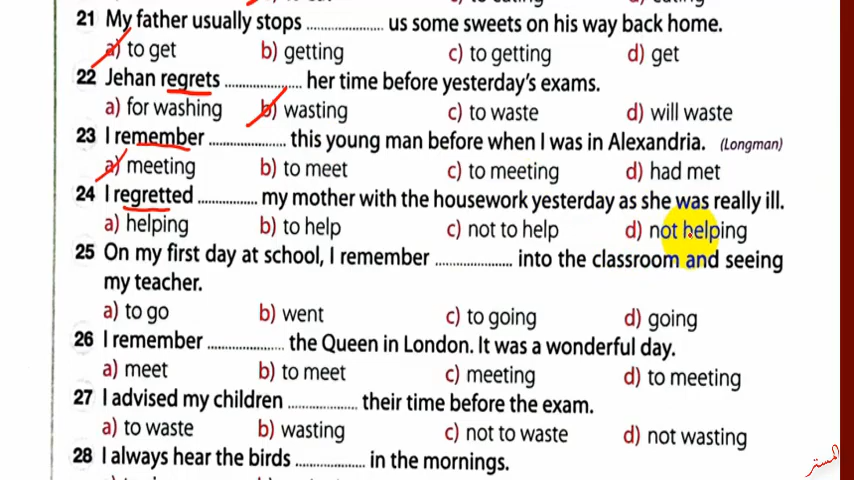 21 My father usually stops ..................... us some sweets on his way back home.
a) to get b) getting c) to getting d) get
22 Jehan regrets ..................... her time before yesterday's exams.
a) for washing b) wasting c) to waste d) will waste
23 I remember ..................... this young man before when I was in Alexandria. (Longman)
a) meeting b) to meet c) to meeting d) had met
24 I regretted ................ my mother with the housework yesterday as she was really ill.
a) helping b) to help c) not to help d) not helping
25 On my first day at school, I remember ..................... into the classroom and seeing
my teacher.
a) to go b) went c) to going d) going
26 I remember ..................... the Queen in London. It was a wonderful day.
a) meet b) to meet c) meeting d) to meeting
27 I advised my children ................... their time before the exam.
a) to waste b) wasting c) not to waste d) not wasting
28 I always hear the birds ................... in the mornings.